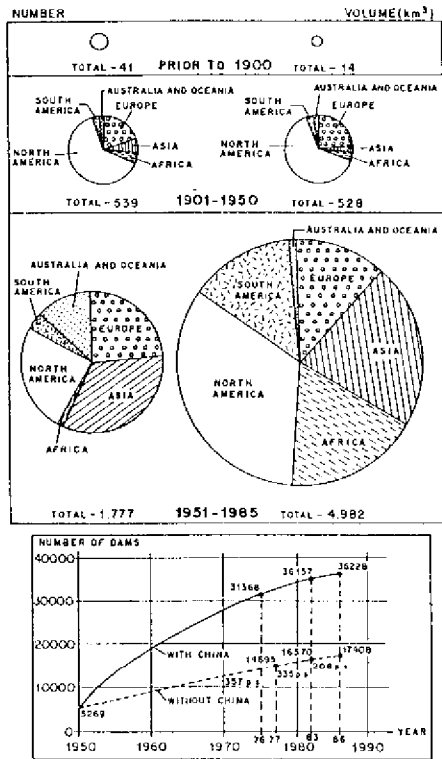 NUMBER VOLUME(km³)
TOTAL-41 PRIOR TO 1900 TOTAL-14
SOUTH AMERICA AUSTRALIA AND OCEANIA EUROPE
NORTH AMERICA ASIA AFRICA
SOUTH AMERICA AUSTRALIA AND OCEANIA EUROPE
NORTH AMERICA ASIA AFRICA
TOTAL-539 1901-1950 TOTAL-528
AUSTRALIA AND OCEANIA
SOUTH AMERICA
EUROPE
NORTH AMERICA
ASIA
AFRICA
AUSTRALIA AND OCEANIA
SOUTH AMERICA
EUROPE
ASIA
NORTH AMERICA
AFRICA
TOTAL-1.777 1951-1985 TOTAL-4.982
NUMBER OF DAMS
40000
30000
20000
10000
0
5269
31368
36157
36228
WITH CHINA
14695
16370
17408
357p.a.
335p.a.
WITHOUT CHINA
YEAR
1950 1960 1970 1980 1990
77 83 86